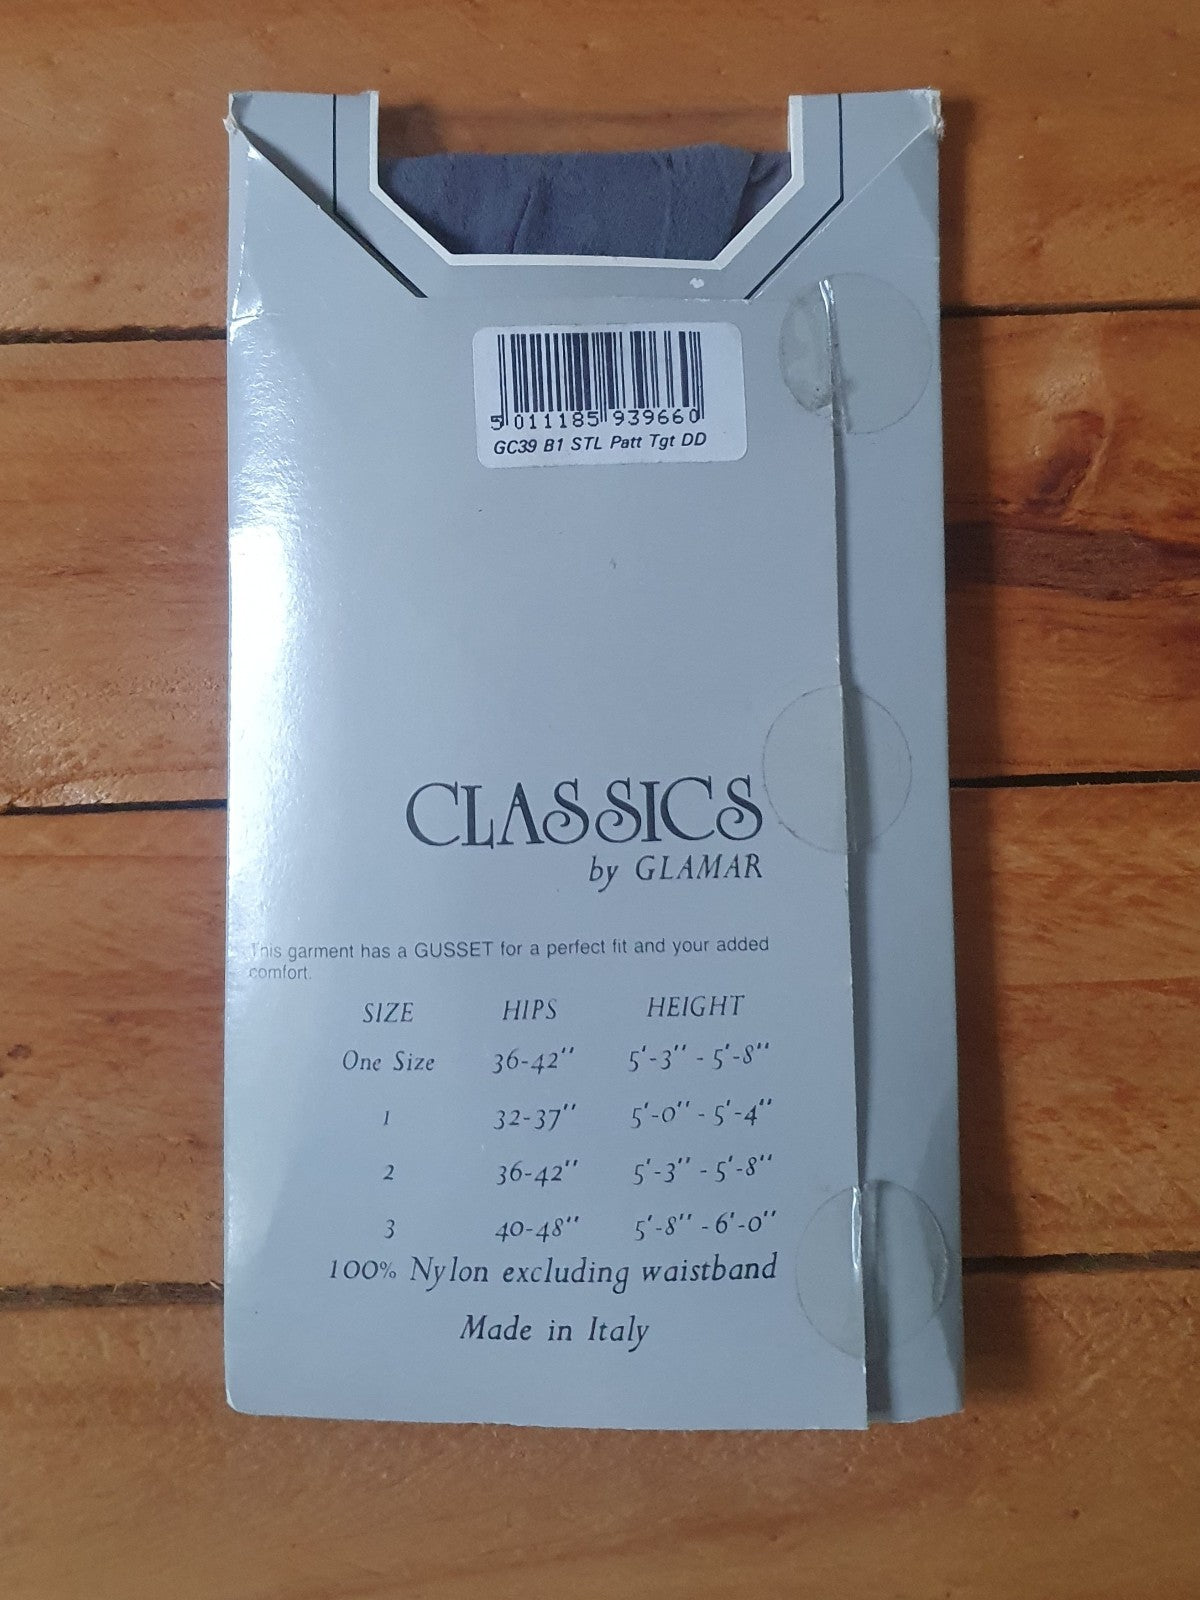 5 011185 939660
GC39 B1 STL Patt Tgt DD
CLASSICS
by GLAMAR
This garment has a GUSSET for a perfect fit and your added
comfort.
SIZE HIPS HEIGHT
One Size 36-42" 5'-3" - 5'-8"
1 32-37" 5'-0" - 5'-4"
2 36-42" 5'-3" - 5'-8"
3 40-48" 5'-8" - 6'-0"
100% Nylon excluding waistband
Made in Italy